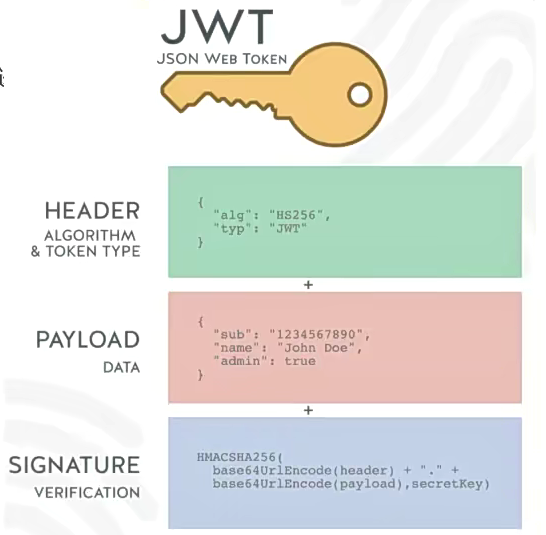 JWT
JSON WEB TOKEN
HEADER
ALGORITHM
& TOKEN TYPE
{
"alg": "HS256",
"typ": "JWT"
}
+
PAYLOAD
DATA
{
"sub": "1234567890",
"name": "John Doe",
"admin": true
}
+
SIGNATURE
VERIFICATION
HMACSHA256(
base64UrlEncode(header) + "." +
base64UrlEncode(payload),secretKey)